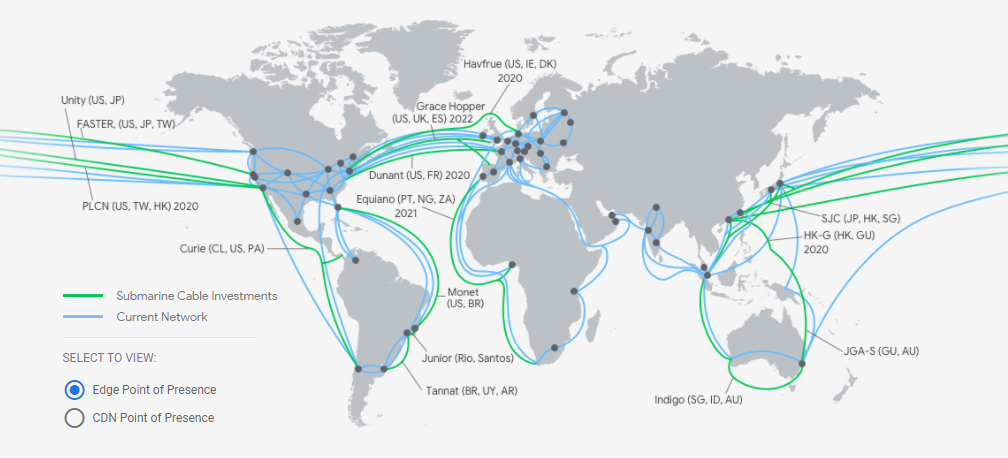 Havfrue (US, IE, DK)
2020
Unity (US, JP)
Grace Hopper
(US, UK, ES) 2022
FASTER, (US, JP, TW)
Dunant (US, FR) 2020
Equiano (PT, NG, ZA)
2021
PLCN (US, TW, HK) 2020
SJC (JP, HK, SG)
HK-G (HK, GU)
2020
Curie (CL, US, PA)
Submarine Cable Investments
Current Network
Monet
(US, BR)
SELECT TO VIEW:
Edge Point of Presence
CDN Point of Presence
Junior (Rio, Santos)
JGA-S (GU, AU)
Tannat (BR, UY, AR)
Indigo (SG, ID, AU)